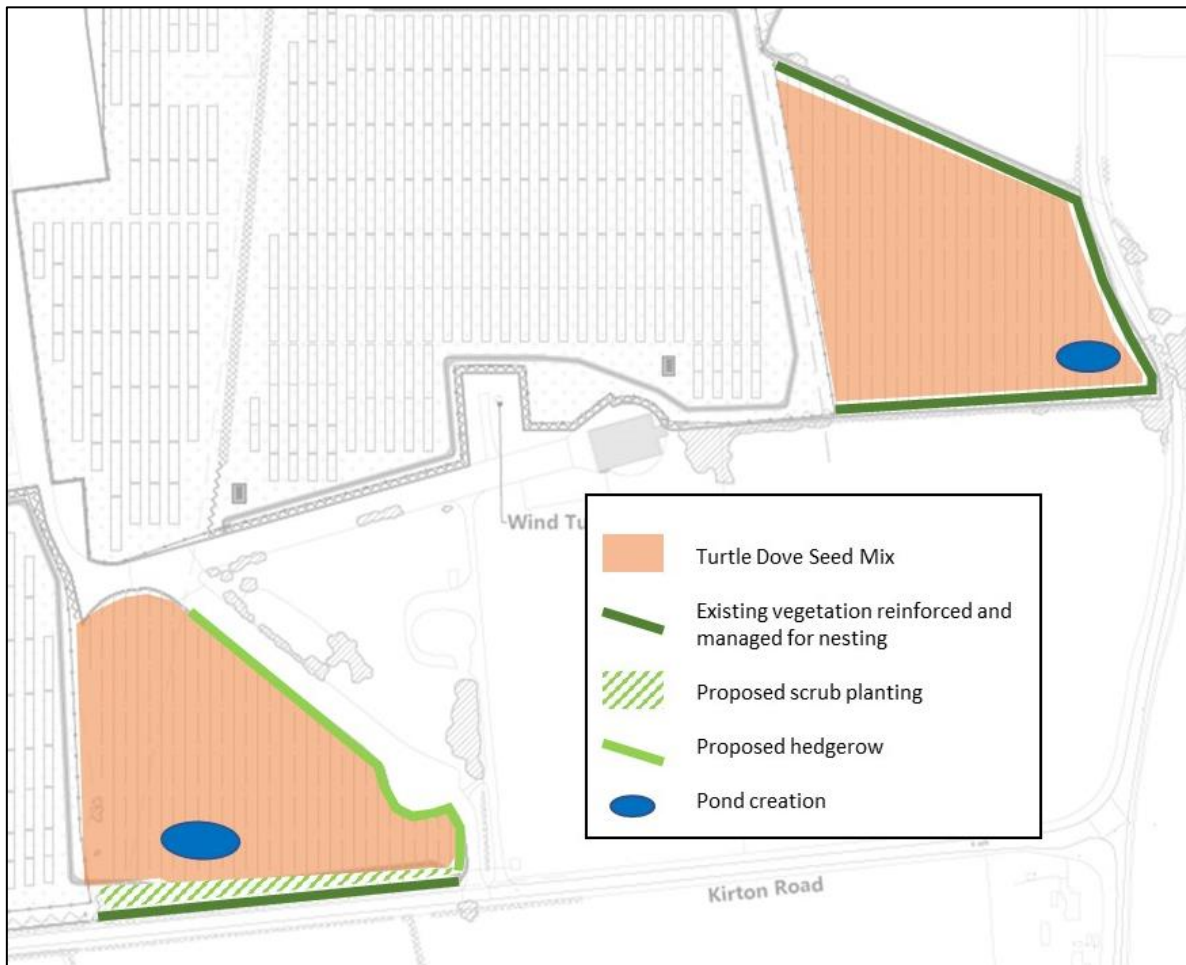 Wind Tu
Turtle Dove Seed Mix
Existing vegetation reinforced and
managed for nesting
Proposed scrub planting
Proposed hedgerow
Pond creation
Kirton Road